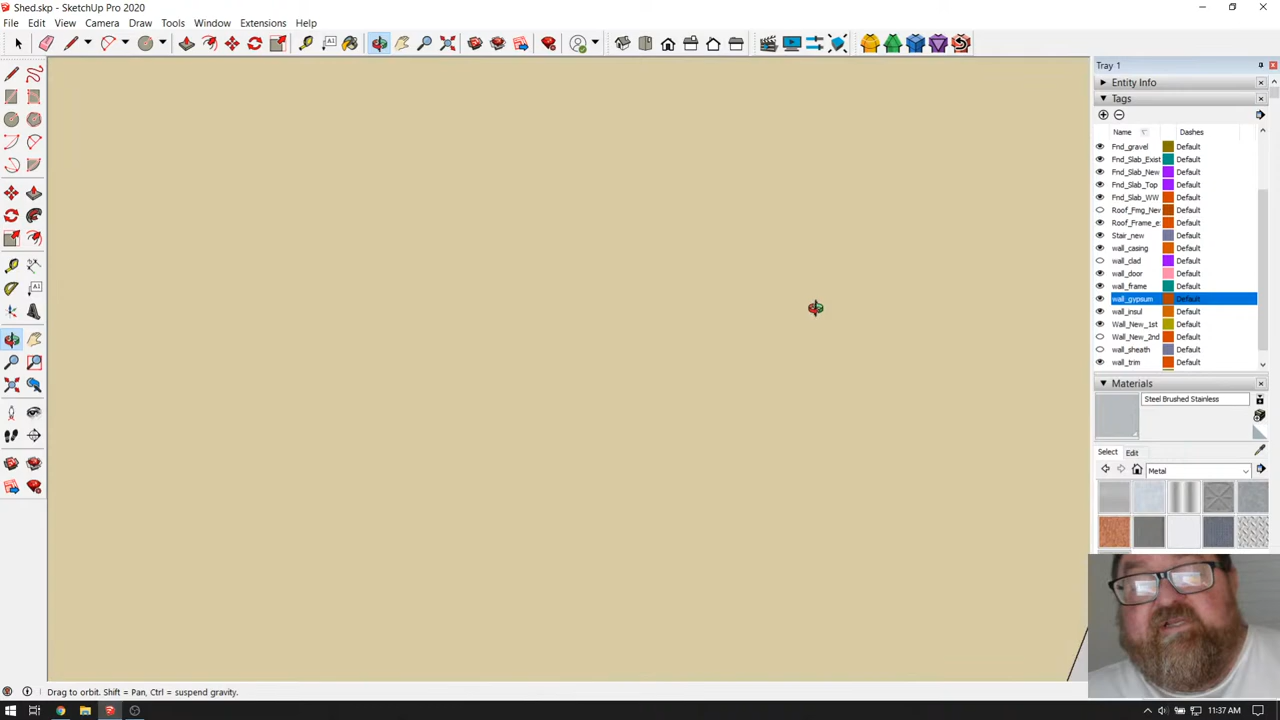 Shed.skp - SketchUp Pro 2020
File Edit View Camera Draw Tools Window Extensions Help
Tray 1
Entity Info
Tags
Name Dashes
Fnd_gravel Default
Fnd_Slab_Exist Default
Fnd_Slab_New Default
Fnd_Slab_Top Default
Fnd_Slab_WW Default
Roof_Fmg_New Default
Roof_Frame_e Default
Stair_new Default
wall_casing Default
wall_clad Default
wall_door Default
wall_frame Default
wall_gypsum Default
wall_insul Default
Wall_New_1st Default
Wall_New_2nd Default
wall_sheath Default
wall_trim Default
Materials
Steel Brushed Stainless
Select Edit
Metal
Drag to orbit. Shift = Pan, Ctrl = suspend gravity.
11:37 AM